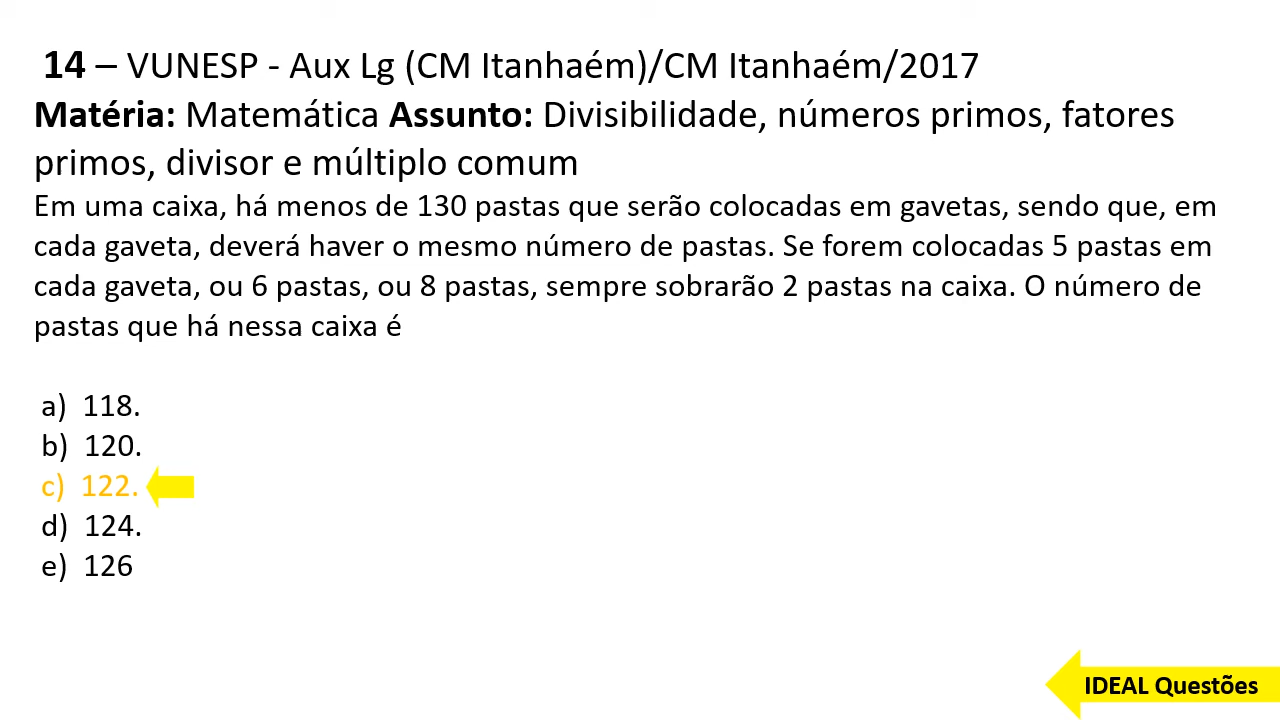 14 – VUNESP - Aux Lg (CM Itanhaém)/CM Itanhaém/2017
Matéria: Matemática Assunto: Divisibilidade, números primos, fatores
primos, divisor e múltiplo comum
Em uma caixa, há menos de 130 pastas que serão colocadas em gavetas, sendo que, em
cada gaveta, deverá haver o mesmo número de pastas. Se forem colocadas 5 pastas em
cada gaveta, ou 6 pastas, ou 8 pastas, sempre sobrarão 2 pastas na caixa. O número de
pastas que há nessa caixa é
a) 118.
b) 120.
c) 122.
d) 124.
e) 126
IDEAL Questões